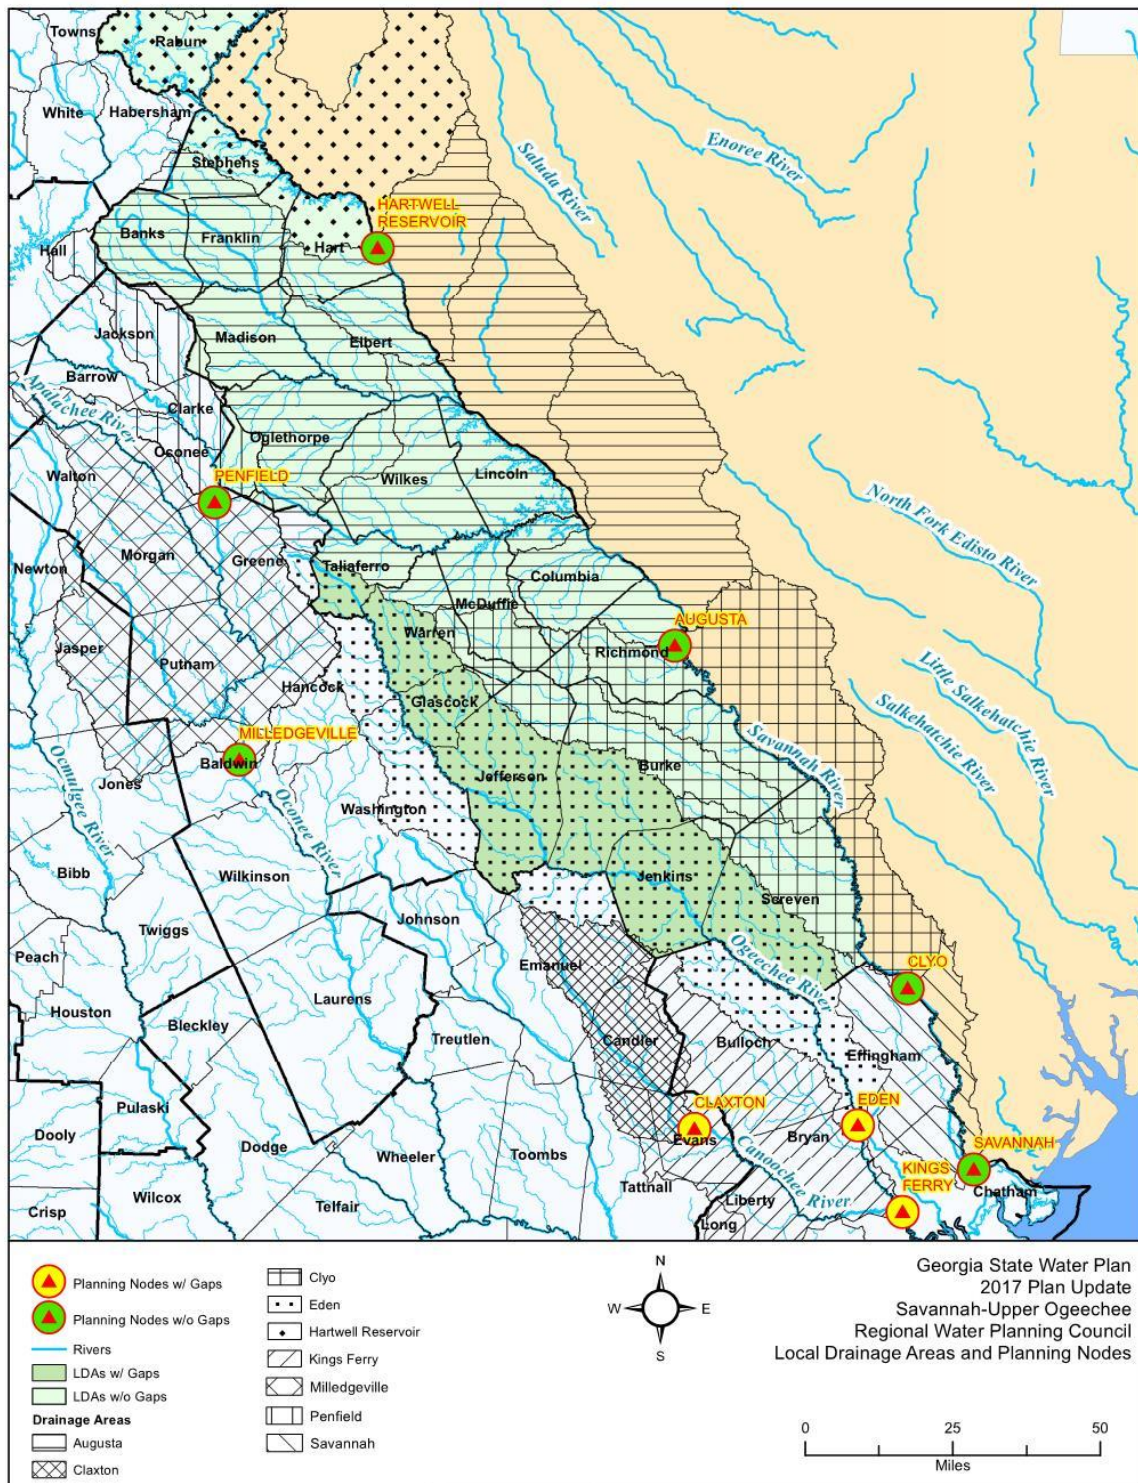 Towns
Rabun
White
Habersham
Stephens
Enoree River
Saluda River
HARTWELL
RESERVOIR
Banks
Franklin
Hart
Hall
Jackson
Madison
Elbert
Barrow
Apalachee River
Clarke
Oconee
Oglethorpe
Walton
PENFIELD
Wilkes
Lincoln
North Fork Edisto River
Morgan
Greene
Newton
Taliaferro
Columbia
McDuffie
AUGUSTA
Warren
Richmond
Jasper
Putnam
Hancock
Glascock
Little Salkehatchie River
Salkehatchie River
MILLEDGEVILLE
Baldwin
Savannah River
Burke
Jefferson
Jones
Ocmulgee River
Oconee River
Washington
Bibb
Wilkinson
Jenkins
Screven
Johnson
Twiggs
Peach
Emanuel
Ogeechee River
CLYO
Laurens
Houston
Bleckley
Treutlen
Candler
Bulloch
Effingham
CLAXTON
EDEN
Pulaski
Evans
Bryan
Dooly
Dodge
Wheeler
Toombs
Canoochee River
SAVANNAH
KINGS
FERRY
Tattnall
Chatham
Wilcox
Telfair
Liberty
Crisp
Long
Planning Nodes w/ Gaps
Planning Nodes w/o Gaps
Rivers
LDAs w/ Gaps
LDAs w/o Gaps
Drainage Areas
Augusta
Claxton
Clyo
Eden
Hartwell Reservoir
Kings Ferry
Milledgeville
Penfield
Savannah
N
W E
S
Georgia State Water Plan
2017 Plan Update
Savannah-Upper Ogeechee
Regional Water Planning Council
Local Drainage Areas and Planning Nodes
0 25 50
Miles